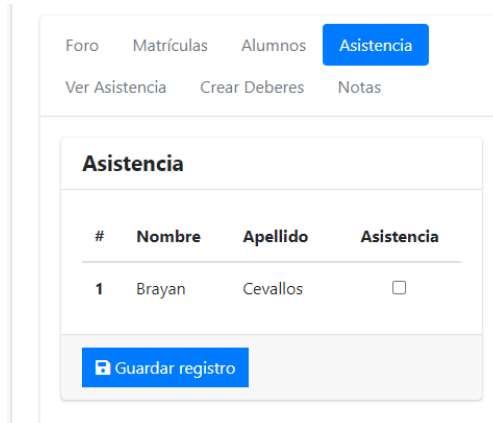 Foro Matrículas Alumnos Asistencia
Ver Asistencia Crear Deberes Notas
Asistencia
# Nombre Apellido Asistencia
1 Brayan Cevallos
Guardar registro